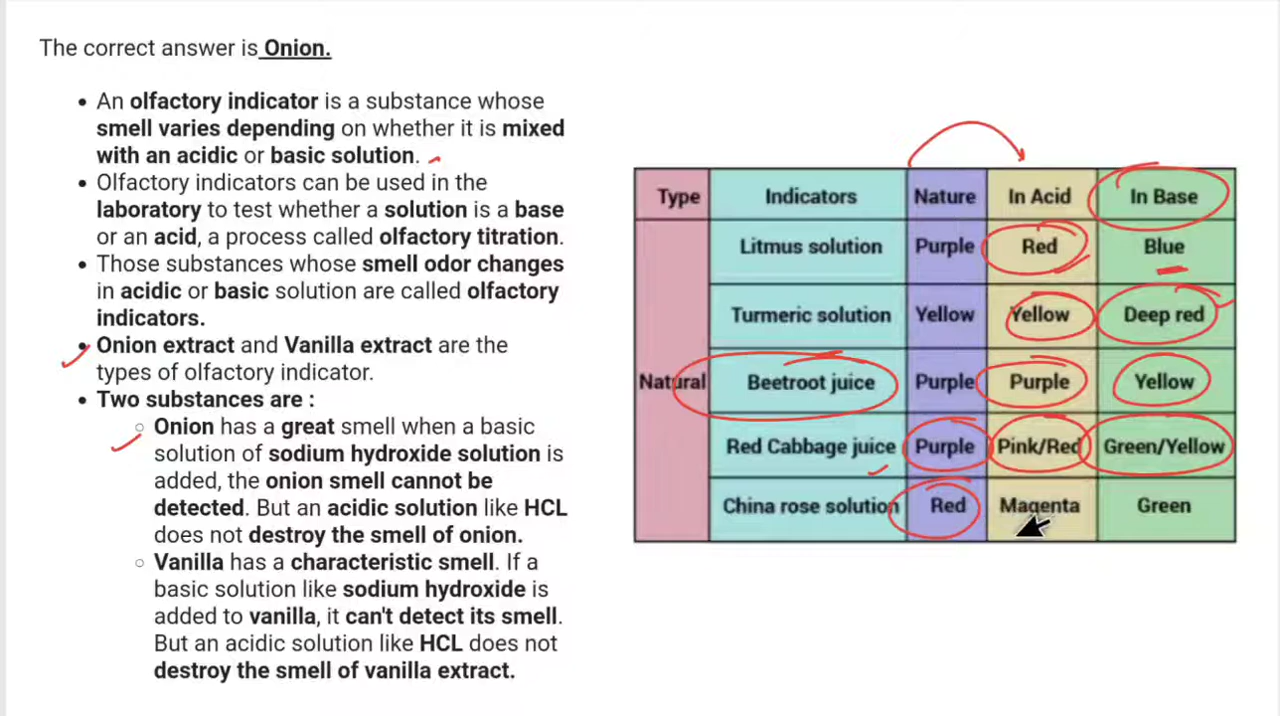 The correct answer is Onion.
• An olfactory indicator is a substance whose
smell varies depending on whether it is mixed
with an acidic or basic solution.
• Olfactory indicators can be used in the
laboratory to test whether a solution is a base
or an acid, a process called olfactory titration.
• Those substances whose smell odor changes
in acidic or basic solution are called olfactory
indicators.
• Onion extract and Vanilla extract are the
types of olfactory indicator.
• Two substances are :
○ Onion has a great smell when a basic
solution of sodium hydroxide solution is
added, the onion smell cannot be
detected. But an acidic solution like HCL
does not destroy the smell of onion.
○ Vanilla has a characteristic smell. If a
basic solution like sodium hydroxide is
added to vanilla, it can't detect its smell.
But an acidic solution like HCL does not
destroy the smell of vanilla extract.
Type Indicators Nature In Acid In Base
Litmus solution Purple Red Blue
Turmeric solution Yellow Yellow Deep red
Natural Beetroot juice Purple Purple Yellow
Red Cabbage juice Purple Pink/Red Green/Yellow
China rose solution Red Magenta Green